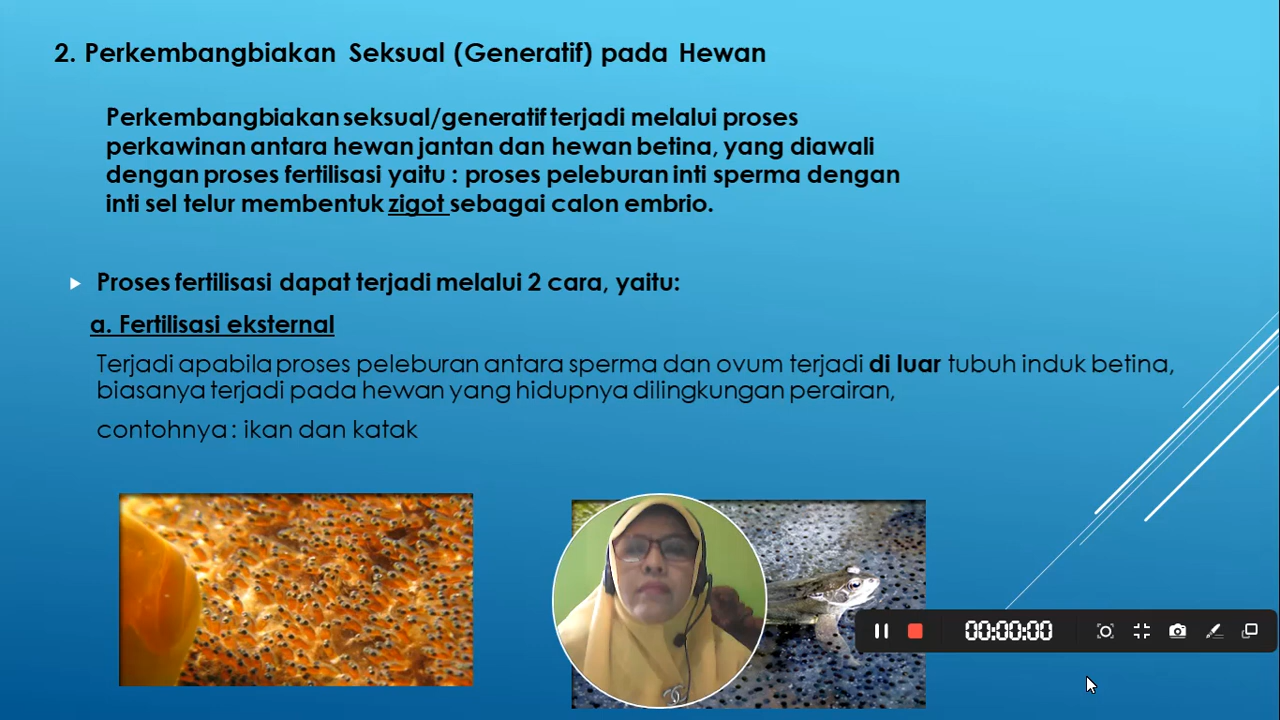 2. Perkembangbiakan Seksual (Generatif) pada Hewan
Perkembangbiakan seksual/generatif terjadi melalui proses
perkawinan antara hewan jantan dan hewan betina, yang diawali
dengan proses fertilisasi yaitu : proses peleburan inti sperma dengan
inti sel telur membentuk zigot sebagai calon embrio.
Proses fertilisasi dapat terjadi melalui 2 cara, yaitu:
a. Fertilisasi eksternal
Terjadi apabila proses peleburan antara sperma dan ovum terjadi di luar tubuh induk betina,
biasanya terjadi pada hewan yang hidupnya dilingkungan perairan,
contohnya : ikan dan katak
00:00:00